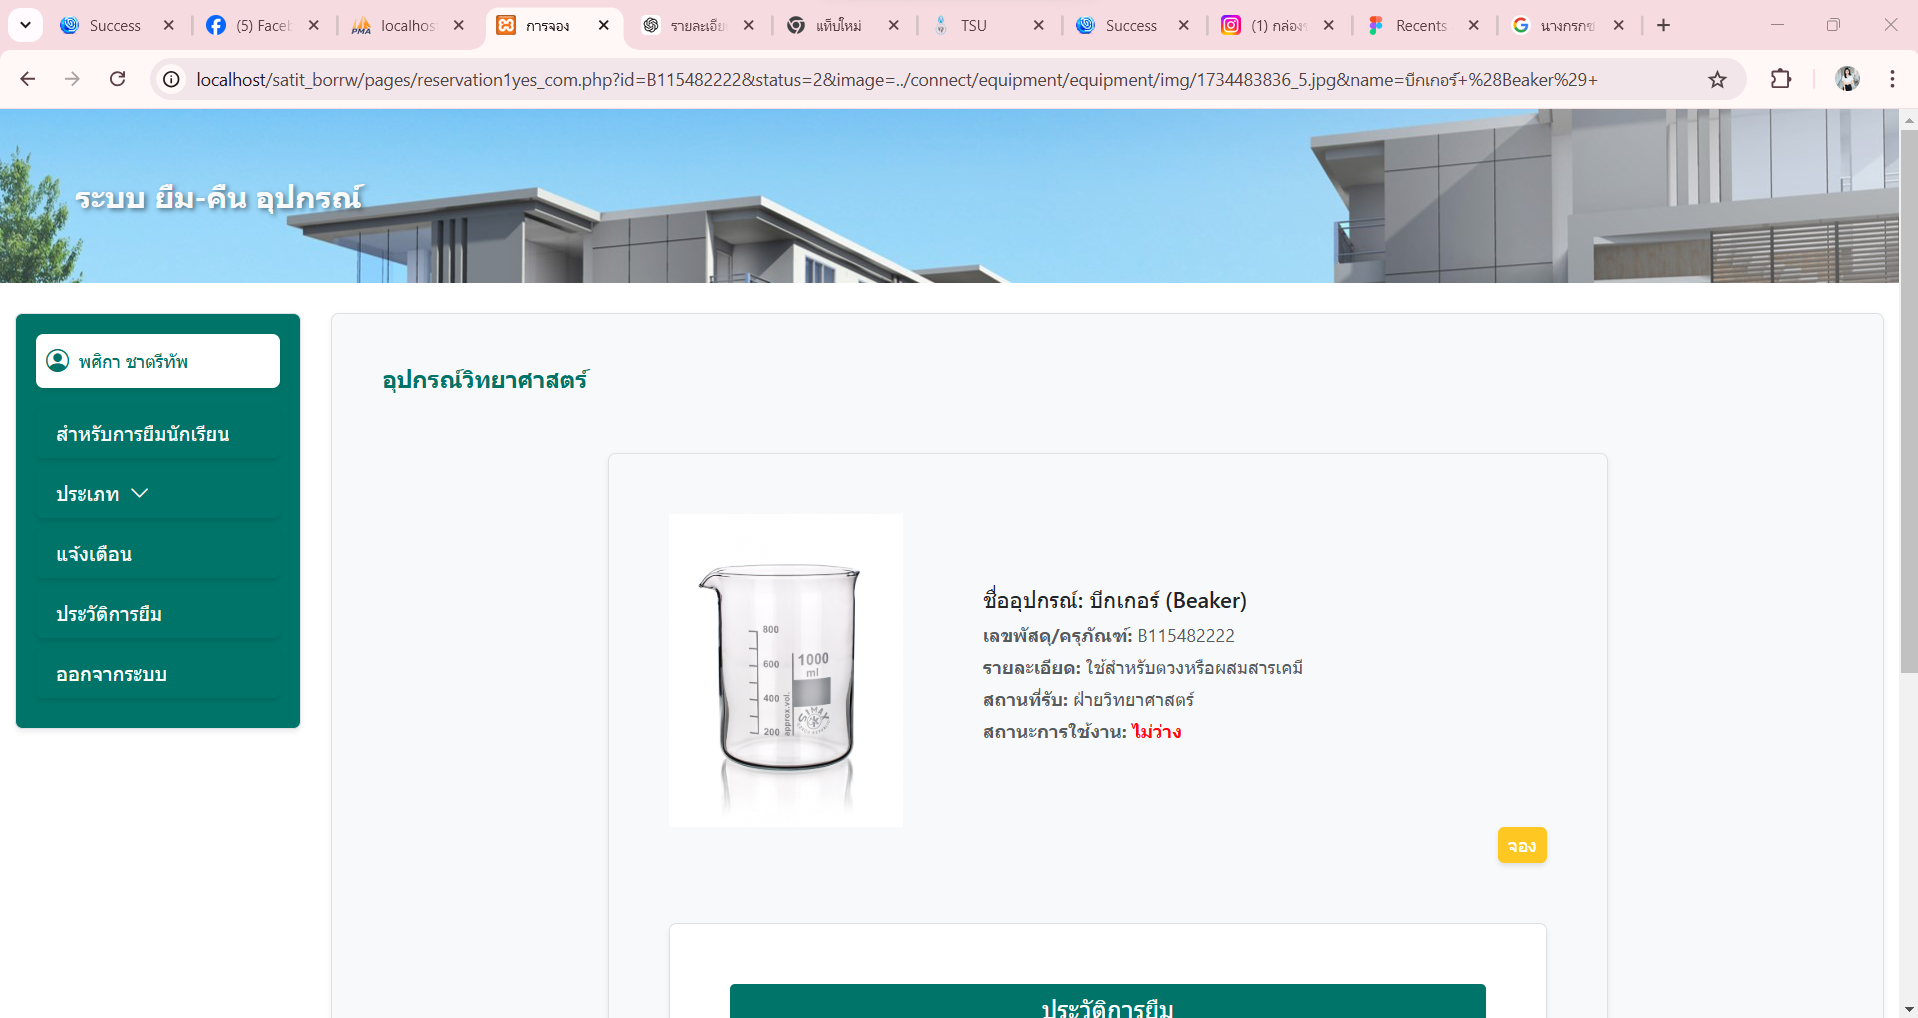 Success
(5) Faceb
localhost
การจอง
รายละเอีย
แท็บใหม่
TSU
Success
(1) กล่องข
Recents
นางกรกช
localhost/satit_borrw/pages/reservation1yes_com.php?id=B115482222&status=2&image=../connect/equipment/equipment/img/1734483836_5.jpg&name=บีกเกอร์+%28Beaker%29+
ระบบ ยืม-คืน อุปกรณ์
พศิกา ชาตรีทัพ
สำหรับการยืมนักเรียน
ประเภท
แจ้งเตือน
ประวัติการยืม
ออกจากระบบ
อุปกรณ์วิทยาศาสตร์
800
600
400
200
1000
ml
approx.vol.
SIMAX
ชื่ออุปกรณ์: บีกเกอร์ (Beaker)
เลขพัสดุ/ครุภัณฑ์: B115482222
รายละเอียด: ใช้สำหรับตวงหรือผสมสารเคมี
สถานที่รับ: ฝ่ายวิทยาศาสตร์
สถานะการใช้งาน: ไม่ว่าง
จอง
ประวัติการยืม